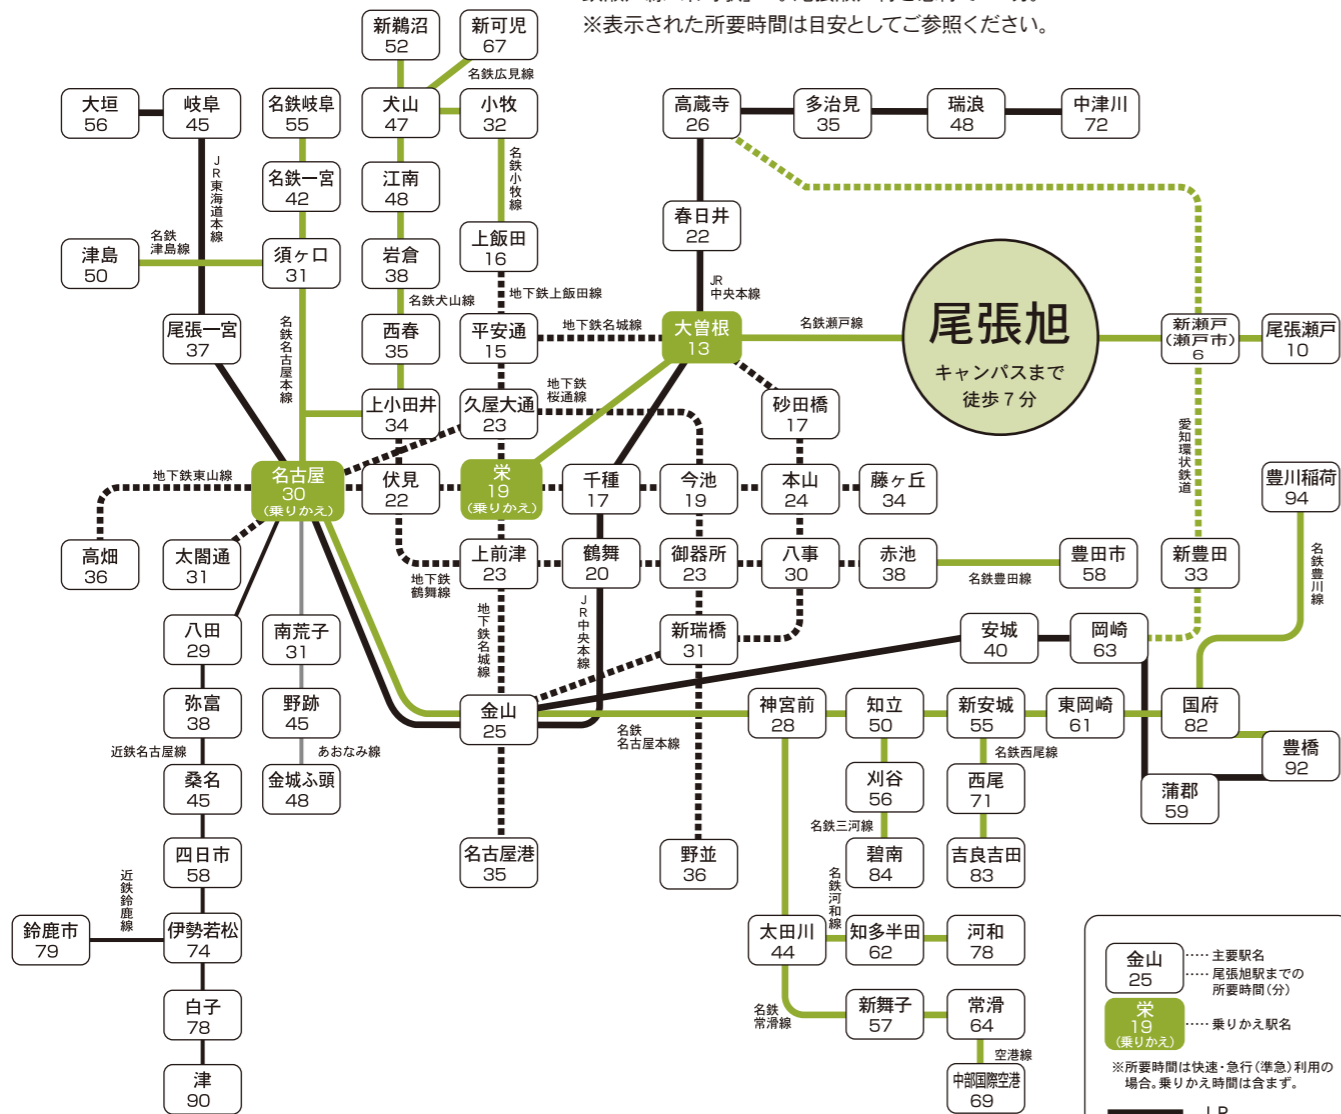 ※表示された所要時間は目安としてご参照ください。
新鵜沼
52
新可児
67
名鉄広見線
大垣
56
岐阜
45
名鉄岐阜
55
犬山
47
小牧
32
高蔵寺
26
多治見
35
瑞浪
48
中津川
72
JR東海道本線
名鉄一宮
42
江南
48
名鉄小牧線
春日井
22
名鉄
津島線
津島
50
須ヶ口
31
岩倉
38
上飯田
16
地下鉄上飯田線
JR
中央本線
名鉄犬山線
尾張一宮
37
名鉄名古屋本線
西春
35
平安通
15
地下鉄名城線
大曽根
13
名鉄瀬戸線
尾張旭
キャンパスまで
徒歩7分
新瀬戸
(瀬戸市)
6
尾張瀬戸
10
上小田井
34
久屋大通
23
地下鉄
桜通線
砂田橋
17
愛知環状鉄道
地下鉄東山線
名古屋
30
(乗りかえ)
伏見
22
栄
19
(乗りかえ)
千種
17
今池
19
本山
24
藤ヶ丘
34
豊川稲荷
94
高畑
36
太閤通
31
上前津
23
鶴舞
20
御器所
23
八事
30
赤池
38
名鉄豊田線
豊田市
58
新豊田
33
名鉄豊川線
地下鉄
鶴舞線
地下鉄名城線
JR中央本線
八田
29
南荒子
31
新瑞橋
31
安城
40
岡崎
63
弥富
38
野跡
45
金山
25
神宮前
28
知立
50
新安城
55
東岡崎
61
国府
82
豊橋
92
近鉄名古屋線
あおなみ線
名鉄
名古屋本線
名鉄西尾線
桑名
45
金城ふ頭
48
刈谷
56
西尾
71
蒲郡
59
名鉄三河線
四日市
58
名古屋港
35
野並
36
碧南
84
吉良吉田
83
近鉄鈴鹿線
名鉄河和線
鈴鹿市
79
伊勢若松
74
太田川
44
知多半田
62
河和
78
白子
78
名鉄
常滑線
新舞子
57
常滑
64
空港線
津
90
中部国際空港
69
金山
25
主要駅名
尾張旭駅までの
所要時間(分)
栄
19
(乗りかえ)
乗りかえ駅名
※所要時間は快速・急行(準急)利用の
場合。乗りかえ時間は含まず。
JR